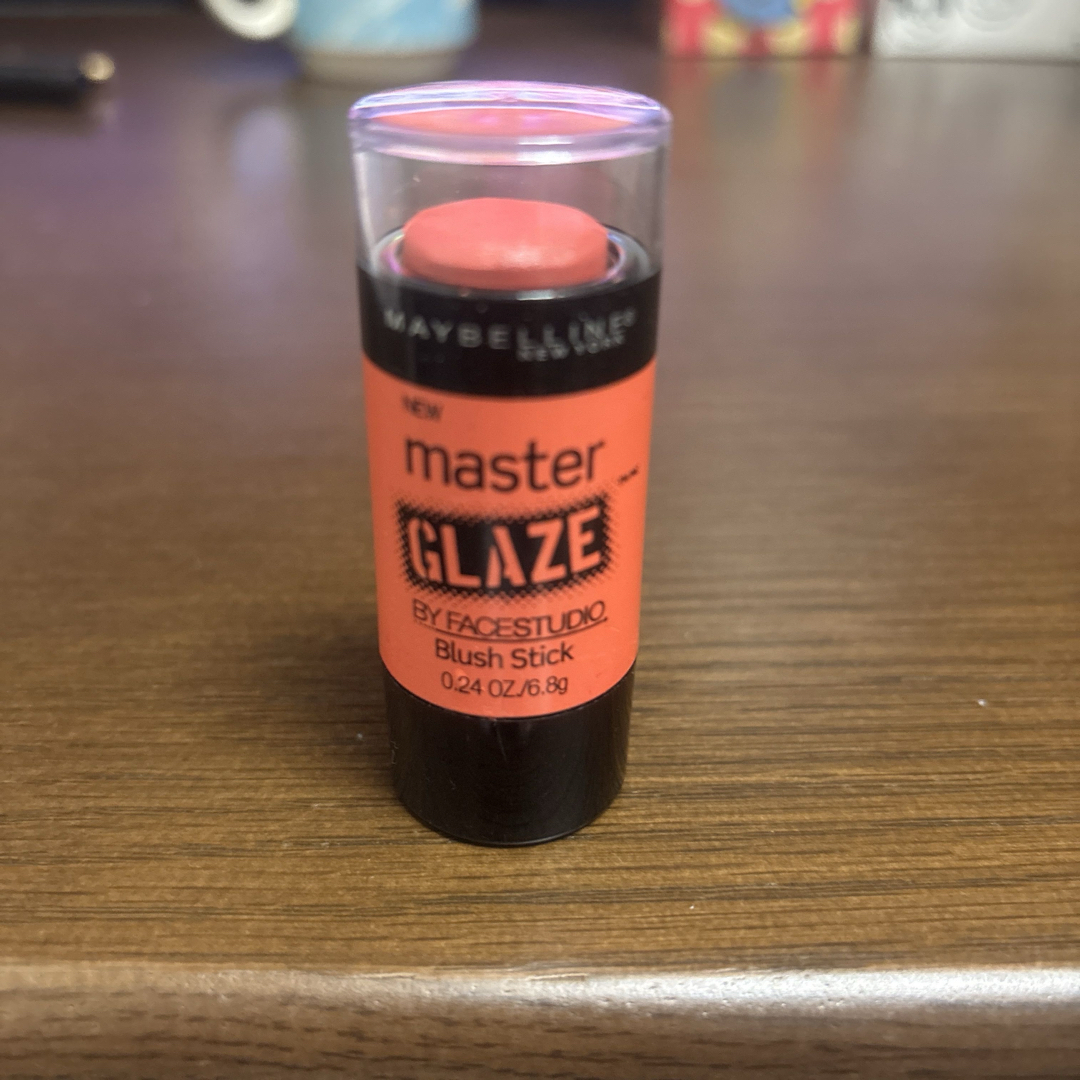 MAYBELLINE®
NEW YORK
NEW
master
GLAZE
BY FACESTUDIO
Blush Stick
0.24 OZ./6.8g